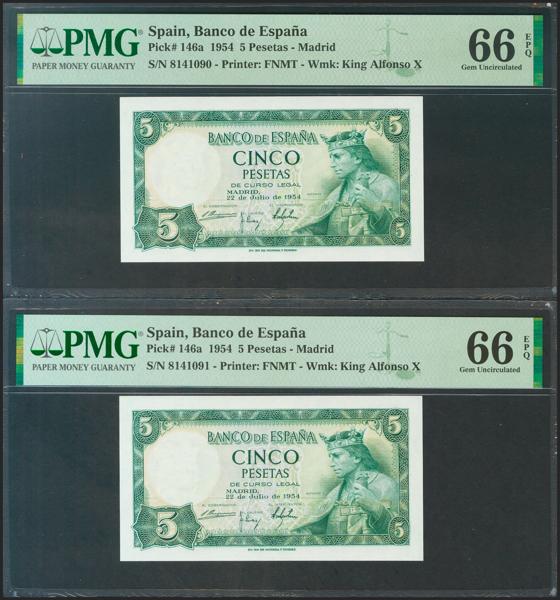 PMG
PAPER MONEY GUARANTY
Spain, Banco de España
Pick# 146a 1954 5 Pesetas - Madrid
S/N 8141090 - Printer: FNMT - Wmk: King Alfonso X
66 EPQ
Gem Uncirculated
5 5
BANCO DE ESPAÑA
CINCO
PESETAS
DE CURSO LEGAL
MADRID,
22 de Julio de 1954
EL GOBERNADOR
5 5
PMG
PAPER MONEY GUARANTY
Spain, Banco de España
Pick# 146a 1954 5 Pesetas - Madrid
S/N 8141091 - Printer: FNMT - Wmk: King Alfonso X
66 EPQ
Gem Uncirculated
5 5
BANCO DE ESPAÑA
CINCO
PESETAS
DE CURSO LEGAL
MADRID,
22 de Julio de 1954
EL GOBERNADOR
5 5